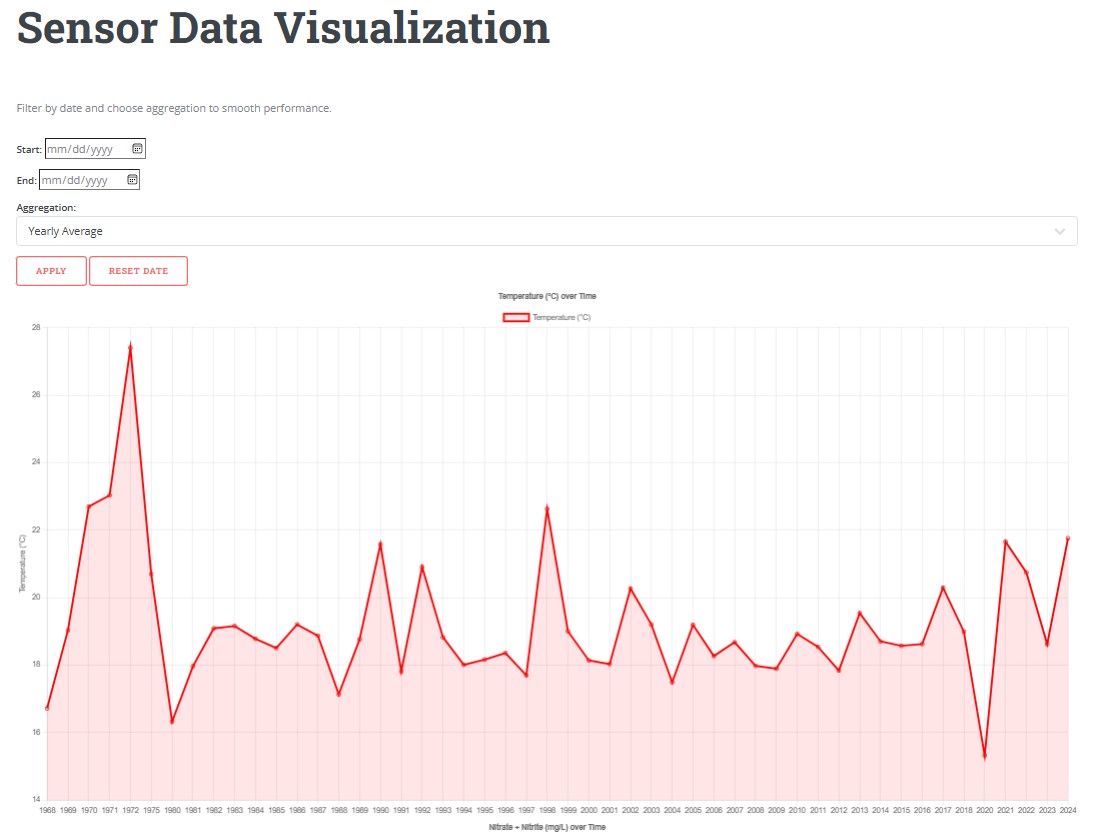 Sensor Data Visualization
Filter by date and choose aggregation to smooth performance.
Start: mm/dd/yyyy
End: mm/dd/yyyy
Aggregation:
Yearly Average
APPLY RESET DATE
Temperature (°C) over Time
Temperature (°C)
28
26
24
22
20
18
16
14
Temperature (°C)
1968 1969 1970 1971 1972 1975 1980 1981 1982 1983 1984 1985 1986 1987 1988 1989 1990 1991 1992 1993 1994 1995 1996 1997 1998 1999 2000 2001 2002 2003 2004 2005 2006 2007 2008 2009 2010 2011 2012 2013 2014 2015 2016 2017 2018 2020 2021 2022 2023 2024
Nitrate + Nitrite (mg/L) over Time